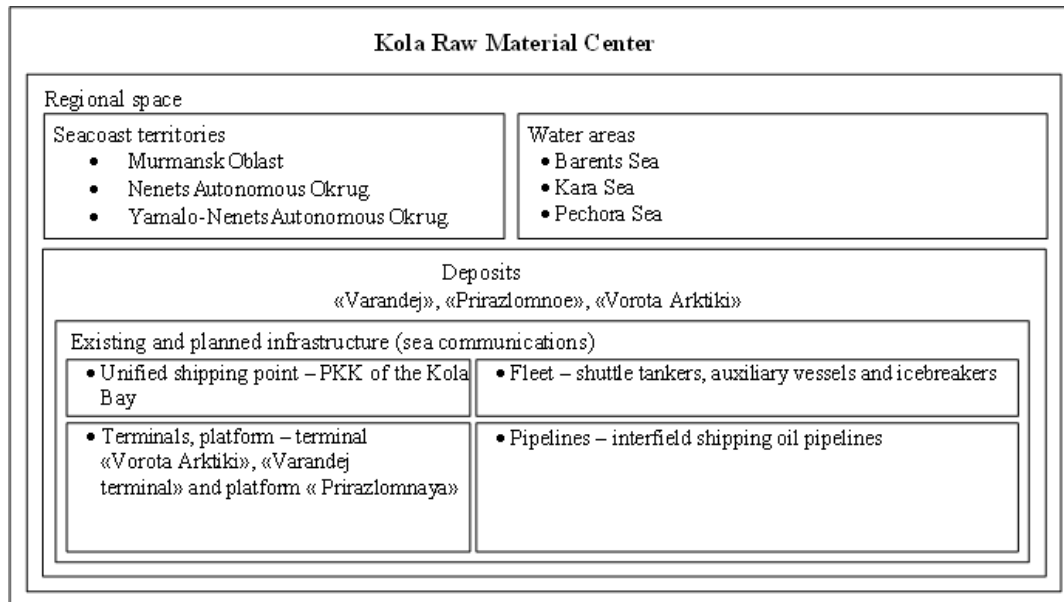 Kola Raw Material Center
Regional space
Seacoast territories
• Murmansk Oblast
• Nenets Autonomous Okrug
• Yamalo-Nenets Autonomous Okrug
Water areas
• Barents Sea
• Kara Sea
• Pechora Sea
Deposits
«Varandej», «Prirazlomnoe», «Vorota Arktiki»
Existing and planned infrastructure (sea communications)
• Unified shipping point – PKK of the Kola
Bay
• Fleet – shuttle tankers, auxiliary vessels and icebreakers
• Terminals, platform – terminal
«Vorota Arktiki», «Varandej
terminal» and platform « Prirazlomnaya»
• Pipelines – interfield shipping oil pipelines